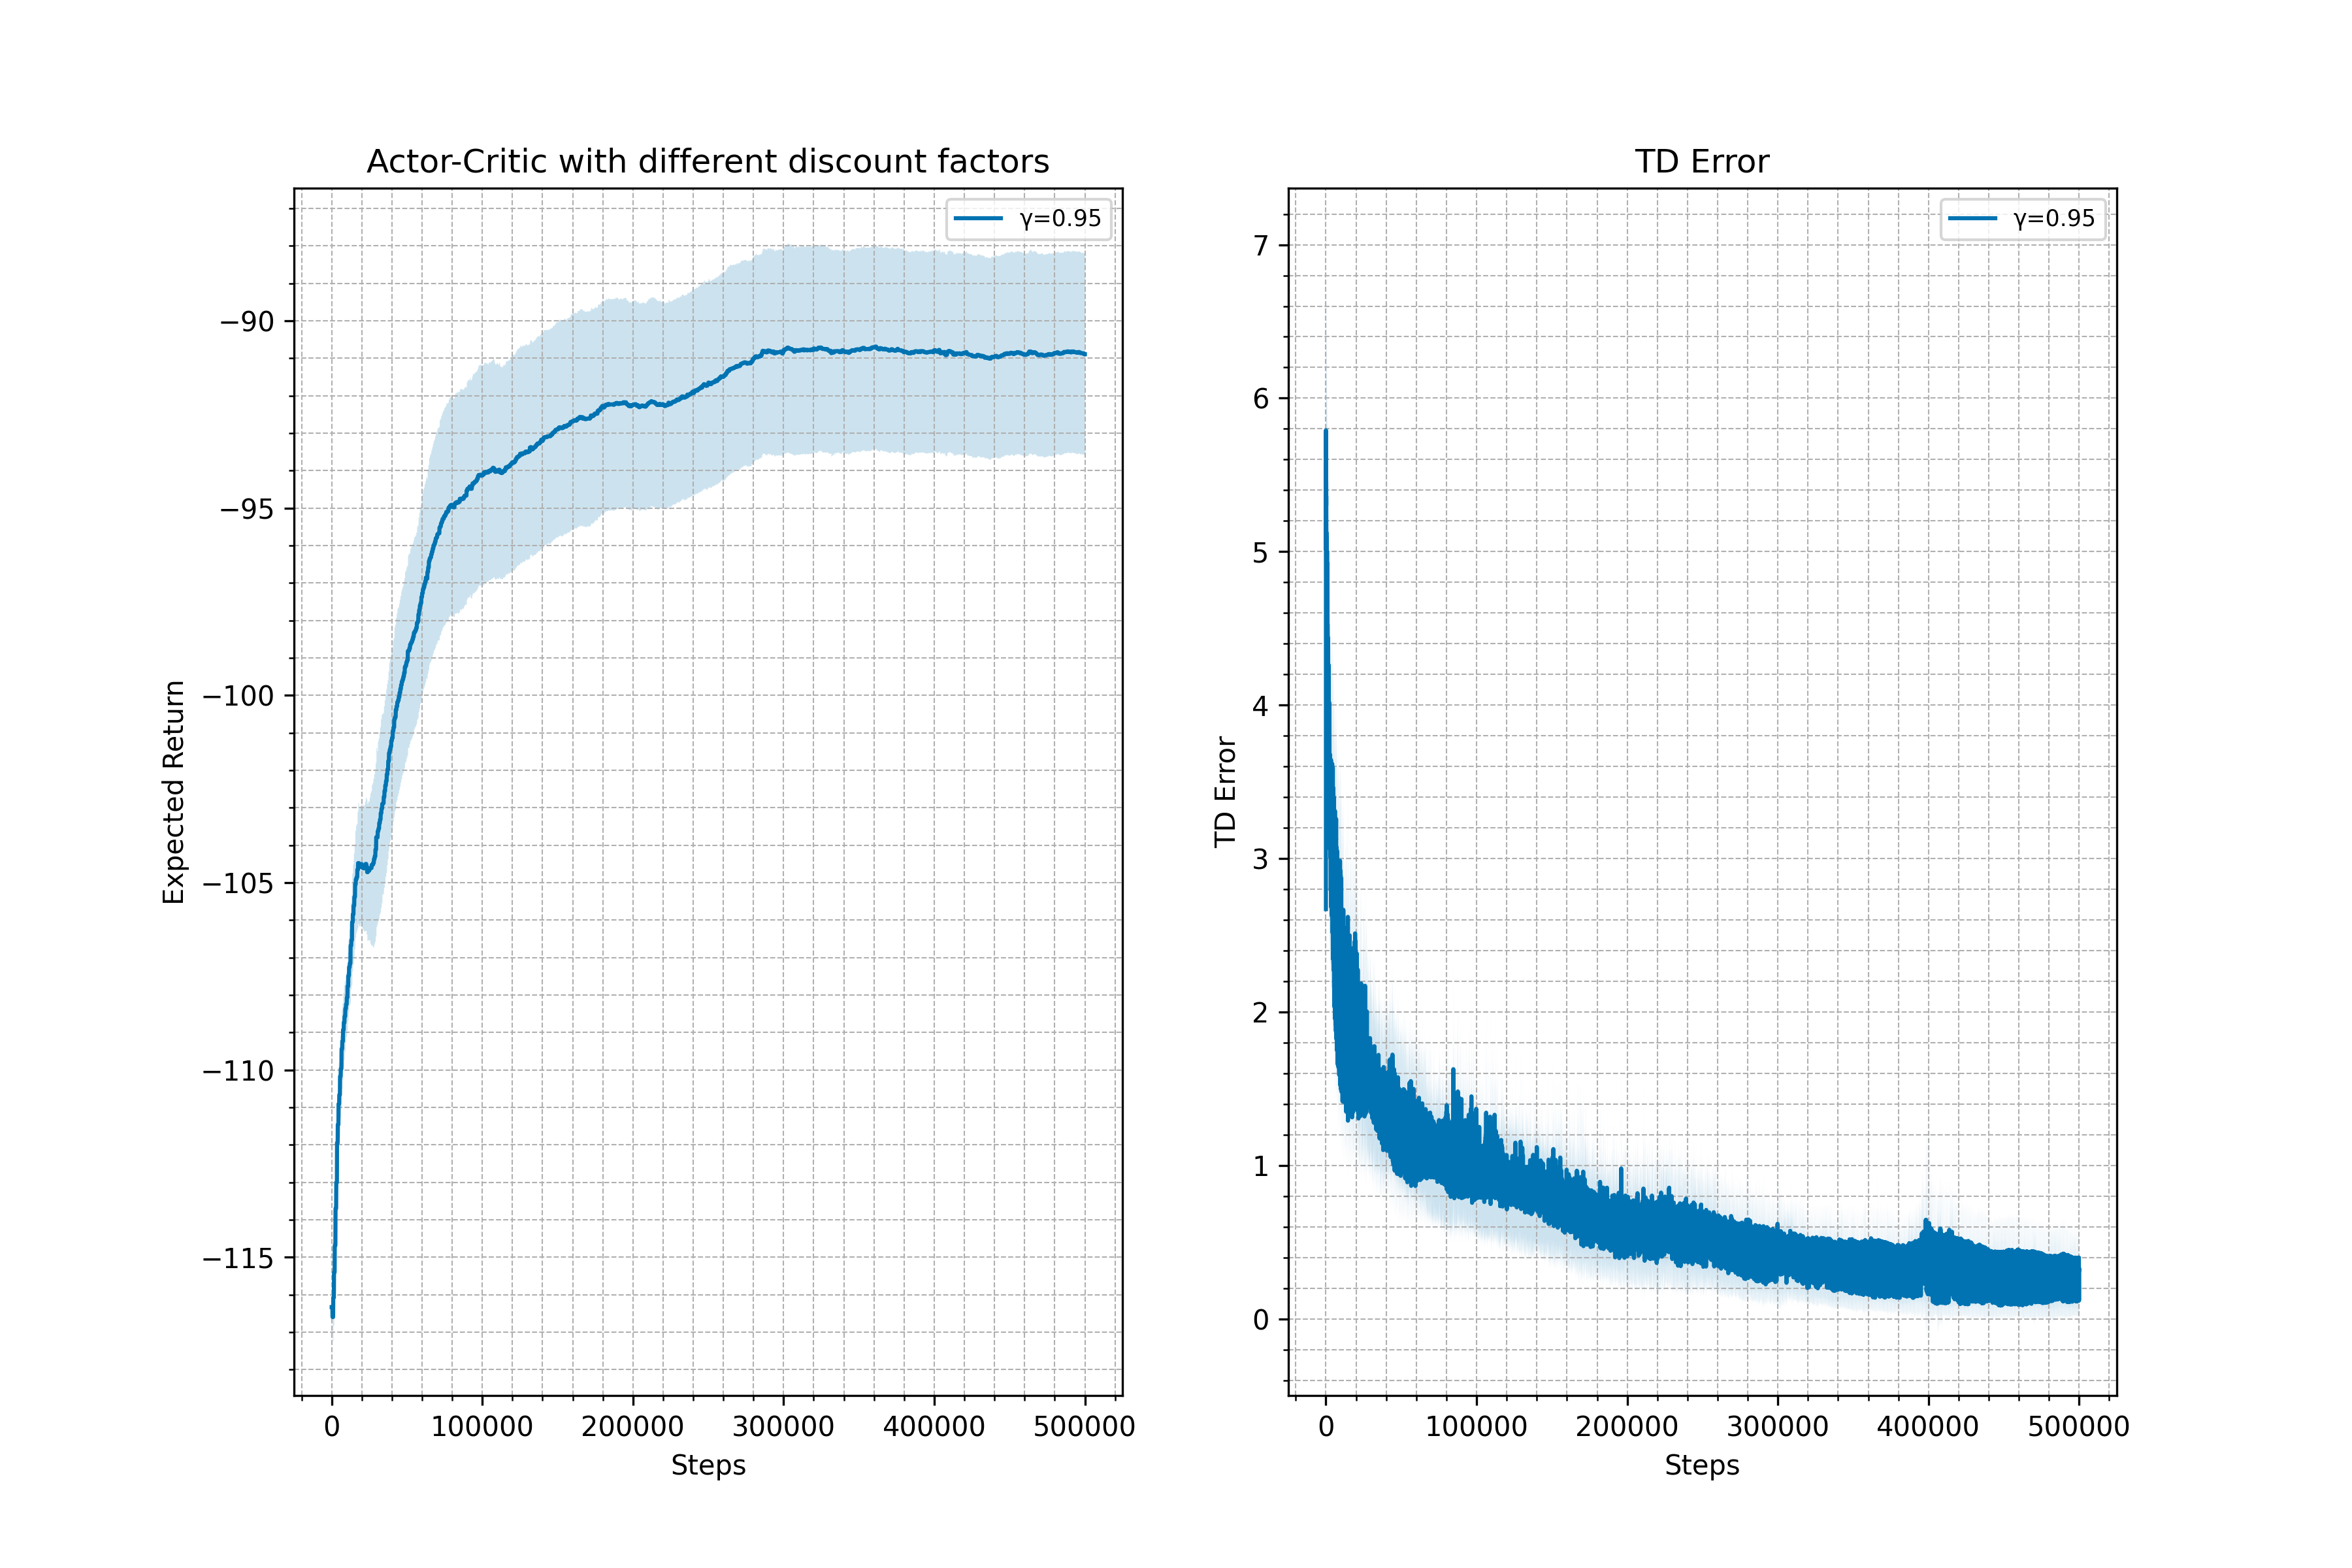 Actor-Critic with different discount factors
γ=0.95
−90
−95
−100
−105
−110
−115
Expected Return
0 100000 200000 300000 400000 500000
Steps
TD Error
γ=0.95
7
6
5
4
3
2
1
0
TD Error
0 100000 200000 300000 400000 500000
Steps